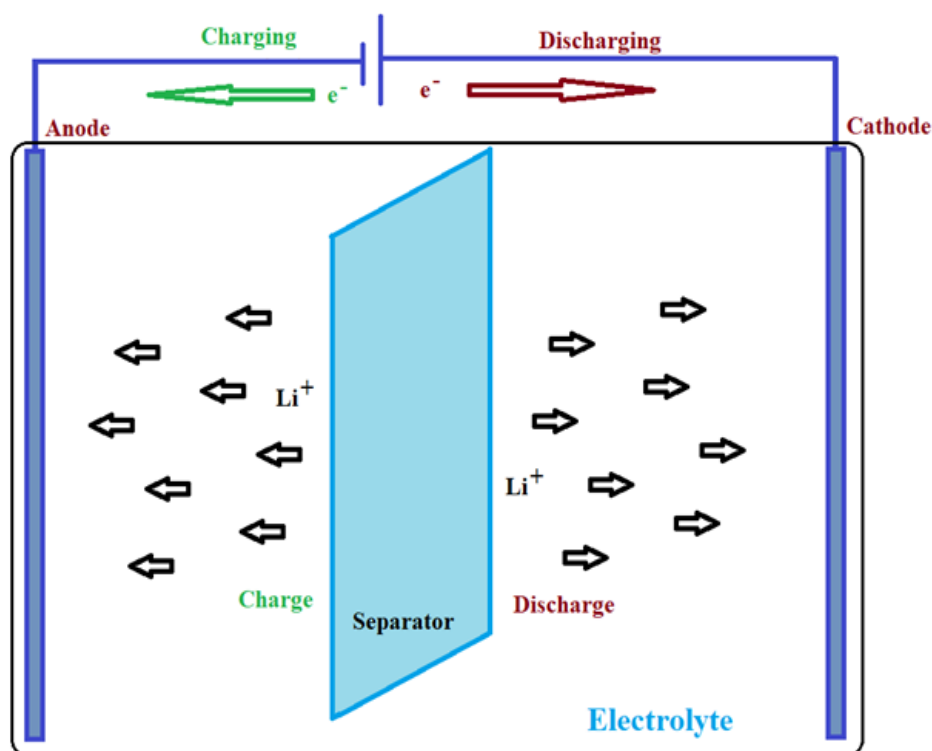 Charging
Discharging
e-
e-
Anode
Cathode
Li+
Li+
Charge
Discharge
Separator
Electrolyte